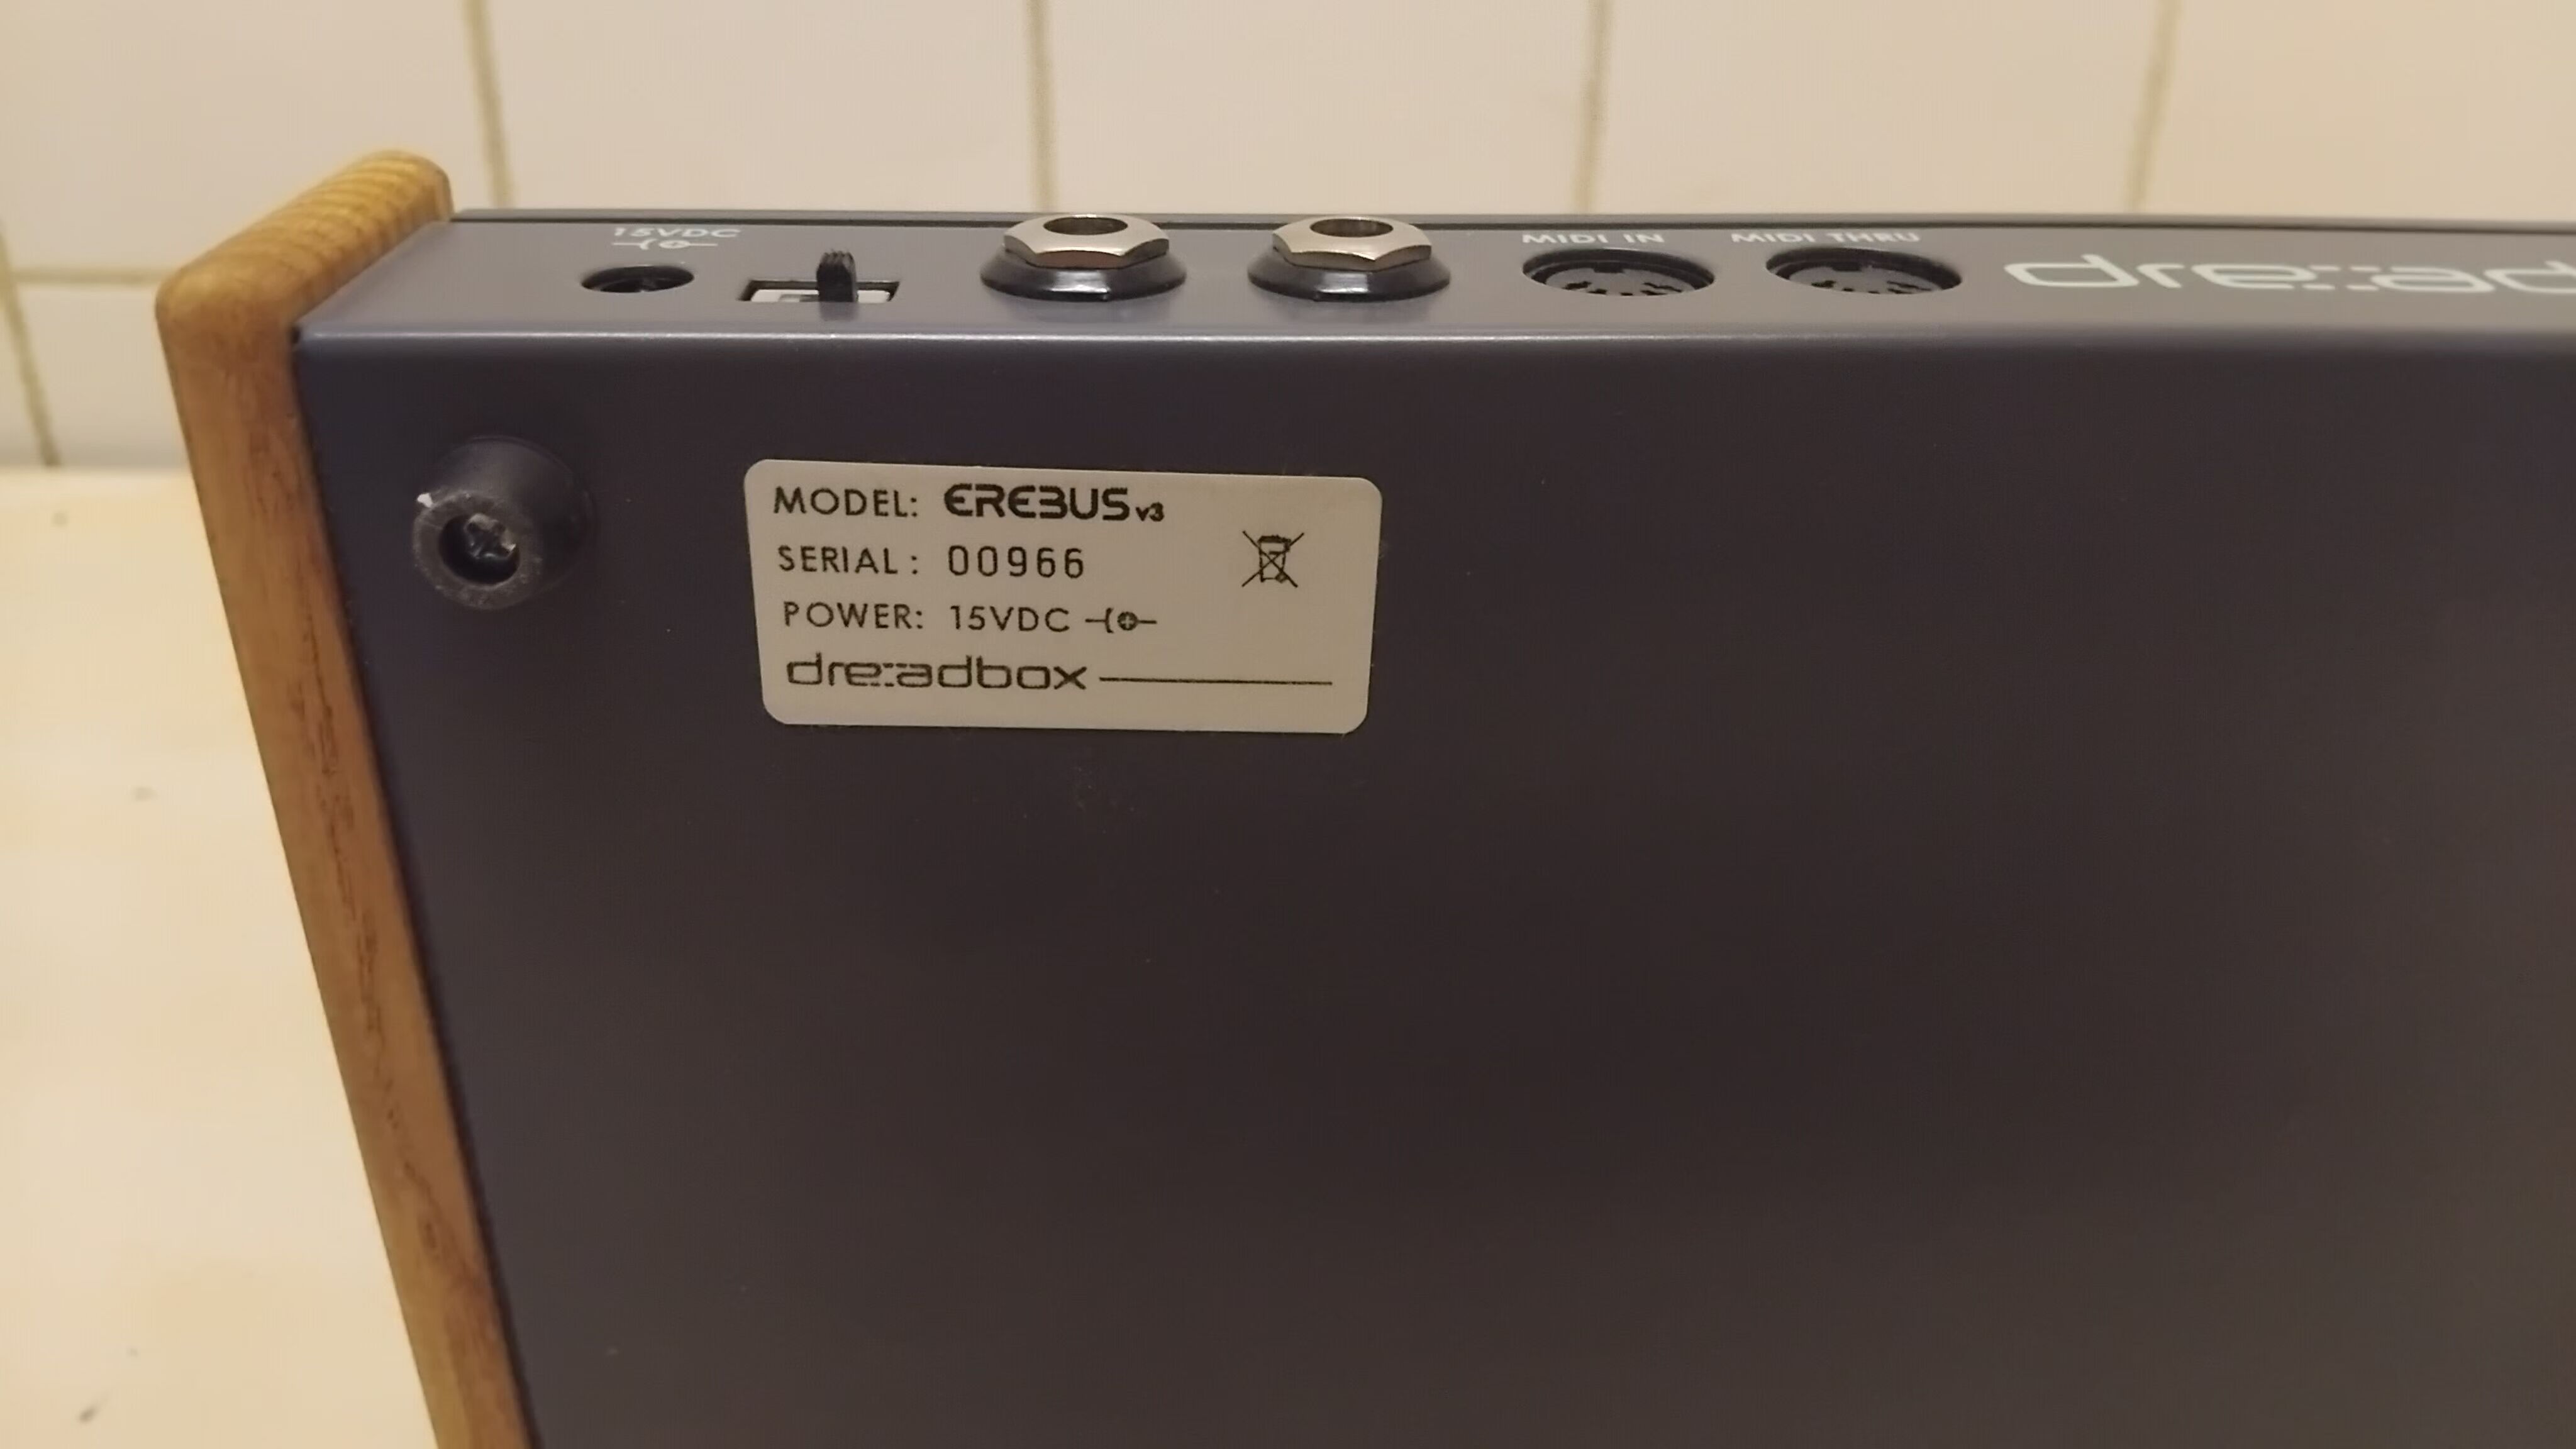 15VDC
MIDI IN
MIDI THRU
dre::ad
MODEL: EREBUS v3
SERIAL: 00966
POWER: 15VDC
dre::adbox